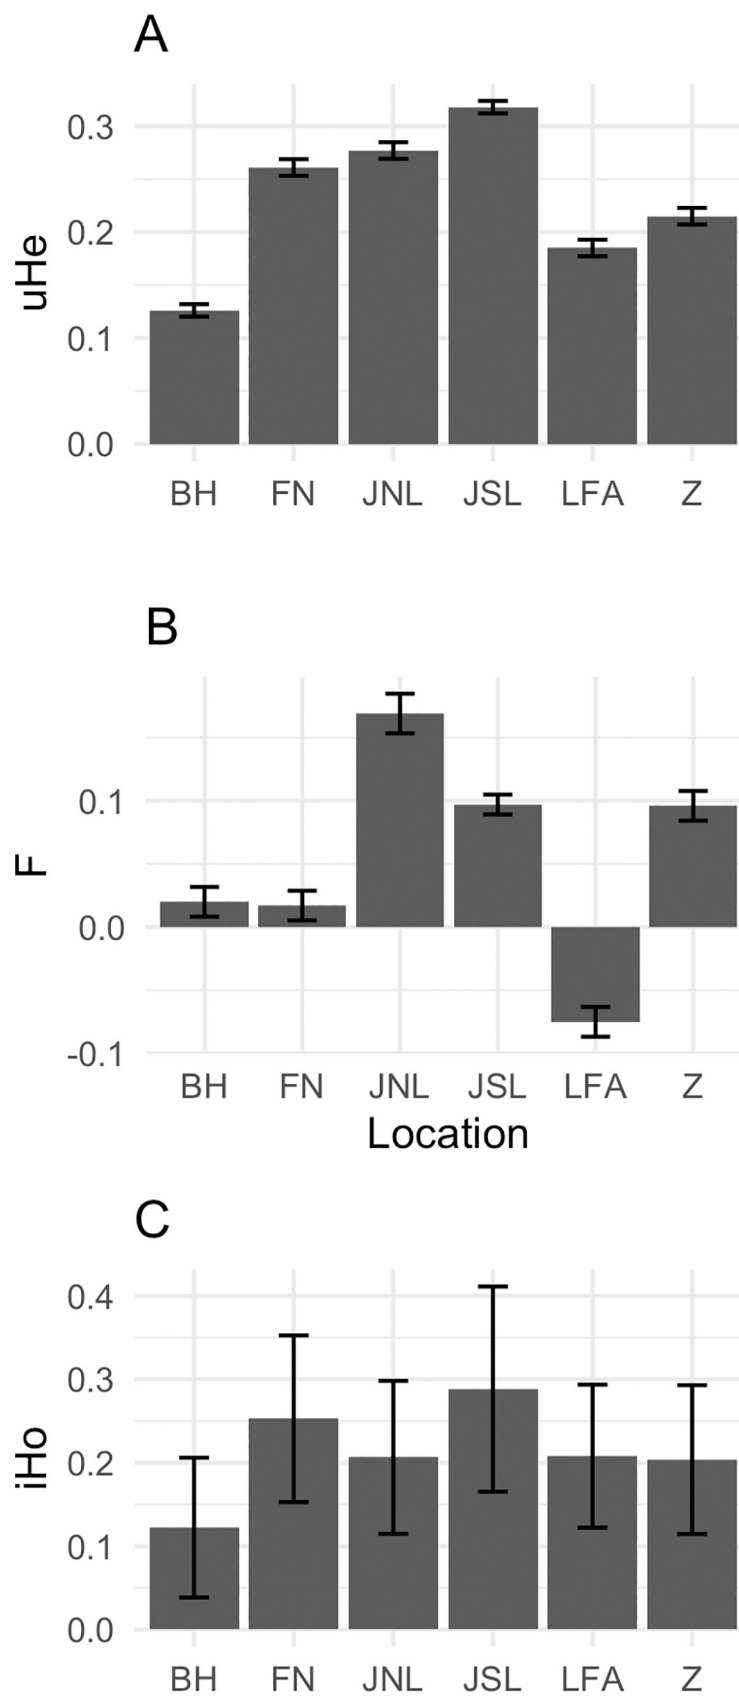 A
uHe
0.3
0.2
0.1
0.0
BH FN JNL JSL LFA Z
B
F
0.1
0.0
-0.1
BH FN JNL JSL LFA Z
Location
C
iHo
0.4
0.3
0.2
0.1
0.0
BH FN JNL JSL LFA Z